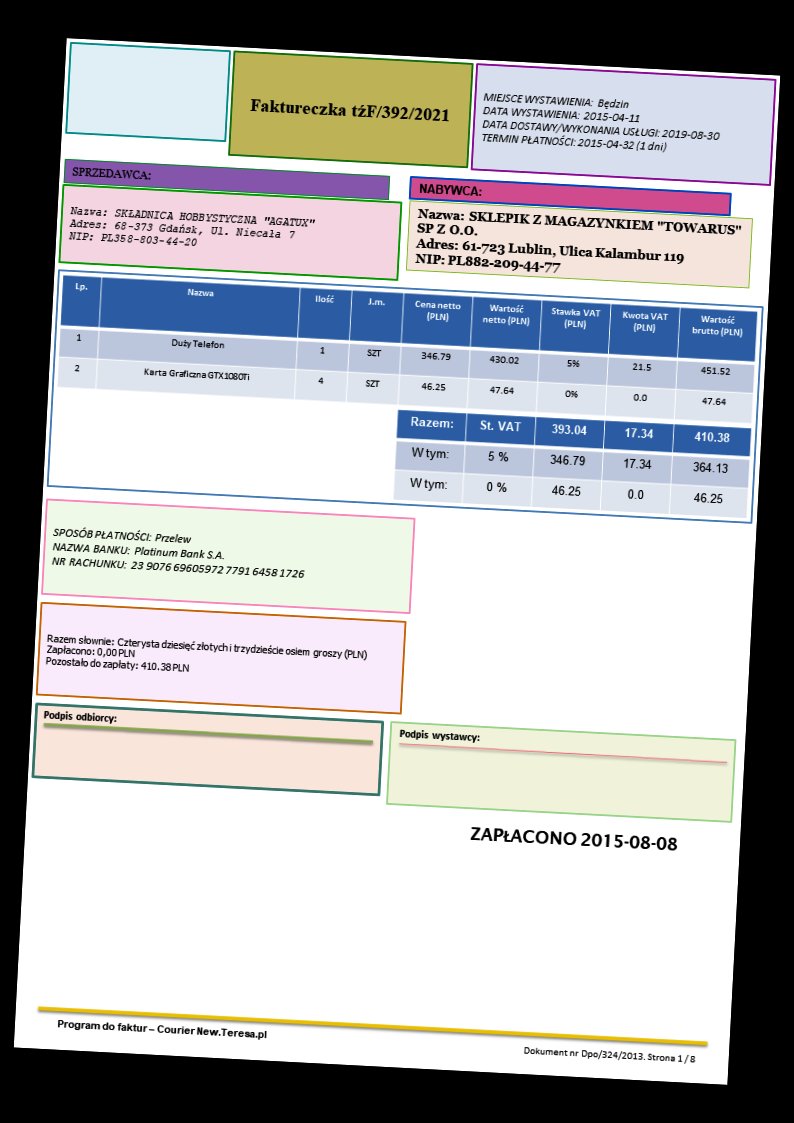 Faktureczka tźF/392/2021
MIEJSCE WYSTAWIENIA: Będzin
DATA WYSTAWIENIA: 2015-04-11
DATA DOSTAWY/WYKONANIA USŁUGI: 2019-08-30
TERMIN PŁATNOŚCI: 2015-04-32 (1 dni)
SPRZEDAWCA:
Nazwa: SKŁADNICA HOBBYSTYCZNA "AGATUX"
Adres: 68-373 Gdańsk, Ul. Niecała 7
NIP: PL358-803-44-20
NABYWCA:
Nazwa: SKLEPIK Z MAGAZYNKIEM "TOWARUS"
SP Z O.O.
Adres: 61-723 Lublin, Ulica Kalambur 119
NIP: PL882-209-44-77
Lp. Nazwa Ilość J.m. Cena netto (PLN) Wartość netto (PLN) Stawka VAT (PLN) Kwota VAT (PLN) Wartość brutto (PLN)
1 Duży Telefon 1 SZT 346.79 430.02 5% 21.5 451.52
2 Karta Graficzna GTX1080Ti 4 SZT 46.25 47.64 0% 0.0 47.64
Razem: St. VAT 393.04 17.34 410.38
W tym: 5 % 346.79 17.34 364.13
W tym: 0 % 46.25 0.0 46.25
SPOSÓB PŁATNOŚCI: Przelew
NAZWA BANKU: Platinum Bank S.A.
NR RACHUNKU: 23 9076 69605972 7791 6458 1726
Razem słownie: Czterysta dziesięć złotych i trzydzieście osiem groszy (PLN)
Zapłacono: 0,00 PLN
Pozostało do zapłaty: 410.38 PLN
Podpis odbiorcy:
Podpis wystawcy:
ZAPŁACONO 2015-08-08
Program do faktur – Courier New.Teresa.pl
Dokument nr Dpo/324/2013. Strona 1 / 8